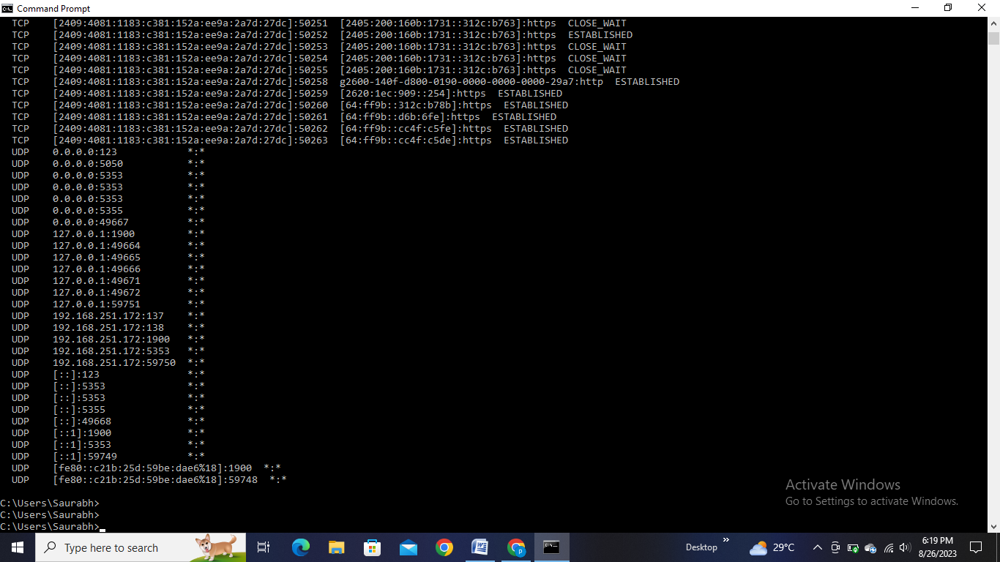 Command Prompt
TCP [2409:4081:1183:c381:152a:ee9a:2a7d:27dc]:50251 [2405:200:160b:1731::312c:b763]:https CLOSE_WAIT
TCP [2409:4081:1183:c381:152a:ee9a:2a7d:27dc]:50252 [2405:200:160b:1731::312c:b763]:https ESTABLISHED
TCP [2409:4081:1183:c381:152a:ee9a:2a7d:27dc]:50253 [2405:200:160b:1731::312c:b763]:https CLOSE_WAIT
TCP [2409:4081:1183:c381:152a:ee9a:2a7d:27dc]:50254 [2405:200:160b:1731::312c:b763]:https CLOSE_WAIT
TCP [2409:4081:1183:c381:152a:ee9a:2a7d:27dc]:50255 [2405:200:160b:1731::312c:b763]:https CLOSE_WAIT
TCP [2409:4081:1183:c381:152a:ee9a:2a7d:27dc]:50258 g2600-140f-d800-0190-0000-0000-0000-29a7:http ESTABLISHED
TCP [2409:4081:1183:c381:152a:ee9a:2a7d:27dc]:50259 [2620:1ec:909::254]:https ESTABLISHED
TCP [2409:4081:1183:c381:152a:ee9a:2a7d:27dc]:50260 [64:ff9b::312c:b78b]:https ESTABLISHED
TCP [2409:4081:1183:c381:152a:ee9a:2a7d:27dc]:50261 [64:ff9b::d6b:6fe]:https ESTABLISHED
TCP [2409:4081:1183:c381:152a:ee9a:2a7d:27dc]:50262 [64:ff9b::cc4f:c5fe]:https ESTABLISHED
TCP [2409:4081:1183:c381:152a:ee9a:2a7d:27dc]:50263 [64:ff9b::cc4f:c5de]:https ESTABLISHED
UDP 0.0.0.0:123 *:*
UDP 0.0.0.0:5050 *:*
UDP 0.0.0.0:5353 *:*
UDP 0.0.0.0:5353 *:*
UDP 0.0.0.0:5353 *:*
UDP 0.0.0.0:5355 *:*
UDP 0.0.0.0:49667 *:*
UDP 127.0.0.1:1900 *:*
UDP 127.0.0.1:49664 *:*
UDP 127.0.0.1:49665 *:*
UDP 127.0.0.1:49666 *:*
UDP 127.0.0.1:49671 *:*
UDP 127.0.0.1:49672 *:*
UDP 127.0.0.1:59751 *:*
UDP 192.168.251.172:137 *:*
UDP 192.168.251.172:138 *:*
UDP 192.168.251.172:1900 *:*
UDP 192.168.251.172:5353 *:*
UDP 192.168.251.172:59750 *:*
UDP [::]:123 *:*
UDP [::]:5353 *:*
UDP [::]:5353 *:*
UDP [::]:5355 *:*
UDP [::]:49668 *:*
UDP [::1]:1900 *:*
UDP [::1]:5353 *:*
UDP [::1]:59749 *:*
UDP [fe80::c21b:25d:59be:dae6%18]:1900 *:*
UDP [fe80::c21b:25d:59be:dae6%18]:59748 *:*
C:\Users\Saurabh>
C:\Users\Saurabh>
C:\Users\Saurabh>
Activate Windows
Go to Settings to activate Windows.
Type here to search
Desktop
29°C
6:19 PM
8/26/2023